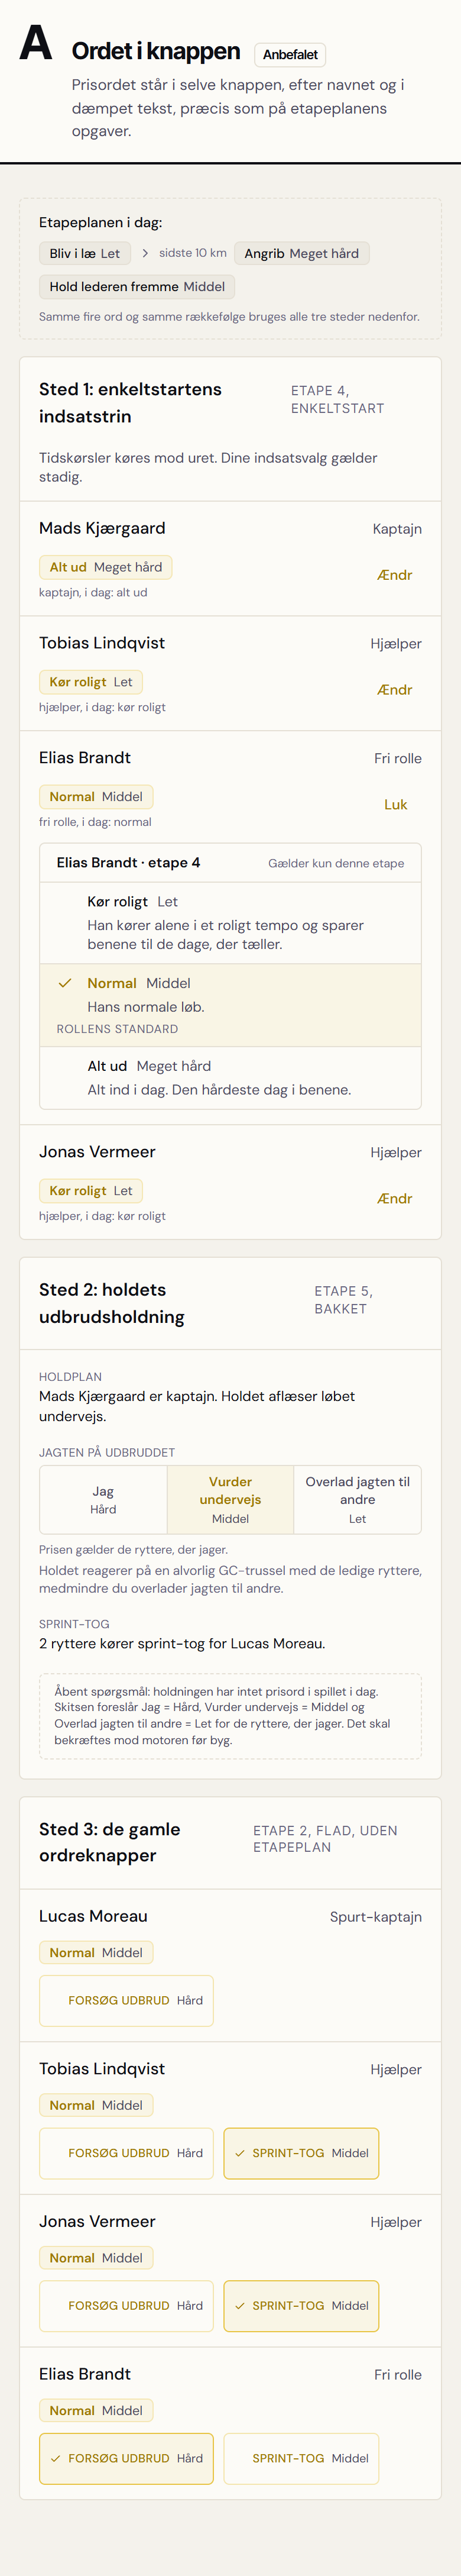 A Ordet i knappen Anbefalet
Prisordet står i selve knappen, efter navnet og i
dæmpet tekst, præcis som på etapeplanens
opgaver.
Etapeplanen i dag:
Bliv i læ Let > sidste 10 km Angrib Meget hård
Hold lederen fremme Middel
Samme fire ord og samme rækkefølge bruges alle tre steder nedenfor.
Sted 1: enkeltstartens
indsatstrin
ETAPE 4,
ENKELTSTART
Tidskørsler køres mod uret. Dine indsatsvalg gælder
stadig.
Mads Kjærgaard Kaptajn
Alt ud Meget hård
Ændr
kaptajn, i dag: alt ud
Tobias Lindqvist Hjælper
Kør roligt Let
Ændr
hjælper, i dag: kør roligt
Elias Brandt Fri rolle
Normal Middel
Luk
fri rolle, i dag: normal
Elias Brandt · etape 4 Gælder kun denne etape
Kør roligt Let
Han kører alene i et roligt tempo og sparer
benene til de dage, der tæller.
✓ Normal Middel
Hans normale løb.
ROLLENS STANDARD
Alt ud Meget hård
Alt ind i dag. Den hårdeste dag i benene.
Jonas Vermeer Hjælper
Kør roligt Let
Ændr
hjælper, i dag: kør roligt
Sted 2: holdets
udbrudsholdning
ETAPE 5,
BAKKET
HOLDPLAN
Mads Kjærgaard er kaptajn. Holdet aflæser løbet
undervejs.
JAGTEN PÅ UDBRUDDET
Jag
Hård
Vurder
undervejs
Middel
Overlad jagten til
andre
Let
Prisen gælder de ryttere, der jager.
Holdet reagerer på en alvorlig GC-trussel med de ledige ryttere,
medmindre du overlader jagten til andre.
SPRINT-TOG
2 ryttere kører sprint-tog for Lucas Moreau.
Åbent spørgsmål: holdningen har intet prisord i spillet i dag.
Skitsen foreslår Jag = Hård, Vurder undervejs = Middel og
Overlad jagten til andre = Let for de ryttere, der jager. Det skal
bekræftes mod motoren før byg.
Sted 3: de gamle
ordreknapper
ETAPE 2, FLAD, UDEN
ETAPEPLAN
Lucas Moreau Spurt-kaptajn
Normal Middel
FORSØG UDBRUD Hård
Tobias Lindqvist Hjælper
Normal Middel
FORSØG UDBRUD Hård ✓ SPRINT-TOG Middel
Jonas Vermeer Hjælper
Normal Middel
FORSØG UDBRUD Hård ✓ SPRINT-TOG Middel
Elias Brandt Fri rolle
Normal Middel
✓ FORSØG UDBRUD Hård SPRINT-TOG Middel